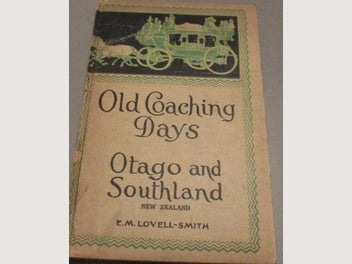 Old Coaching
Days
Otago and
Southland
NEW ZEALAND
E.M. LOVELL-SMITH